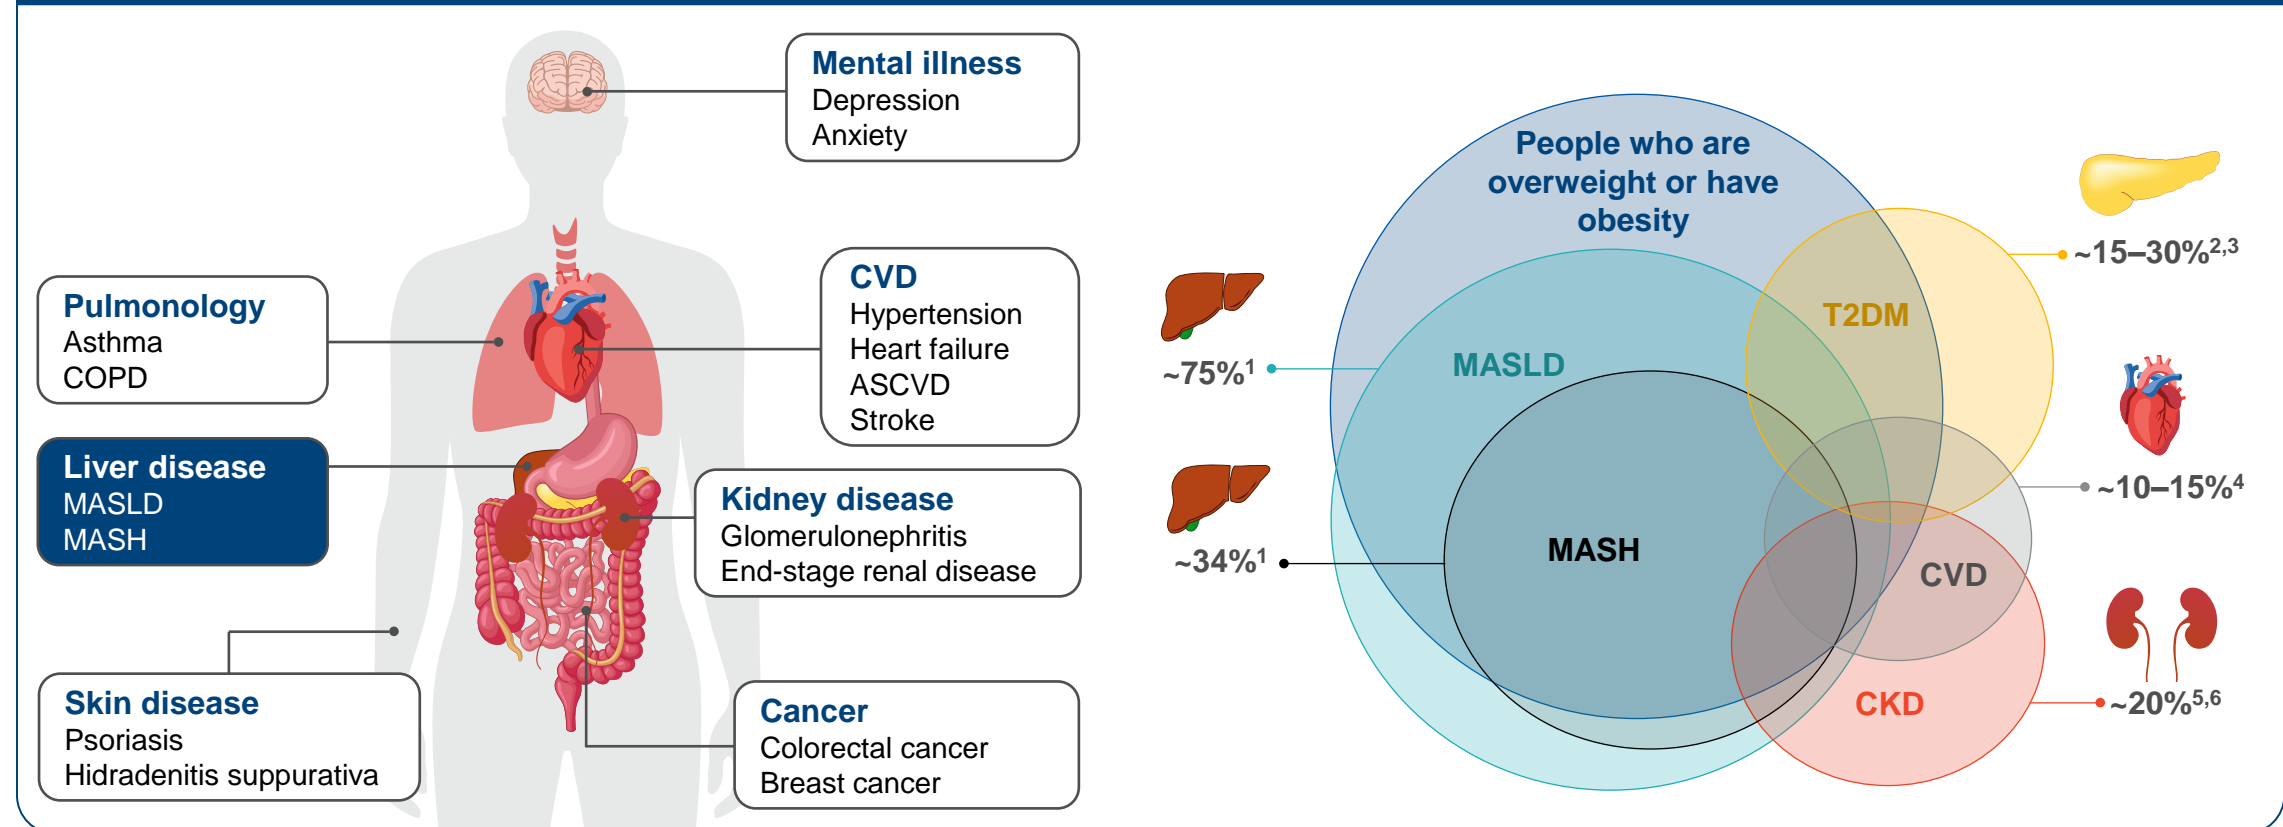 Mental illness
Depression
Anxiety
Pulmonology
Asthma
COPD
CVD
Hypertension
Heart failure
ASCVD
Stroke
Liver disease
MASLD
MASH
Kidney disease
Glomerulonephritis
End-stage renal disease
Skin disease
Psoriasis
Hidradenitis suppurativa
Cancer
Colorectal cancer
Breast cancer
People who are
overweight or have
obesity
~15–30%2,3
T2DM
MASLD
~75%1
~10–15%4
MASH
~34%1
CVD
CKD
~20%5,6